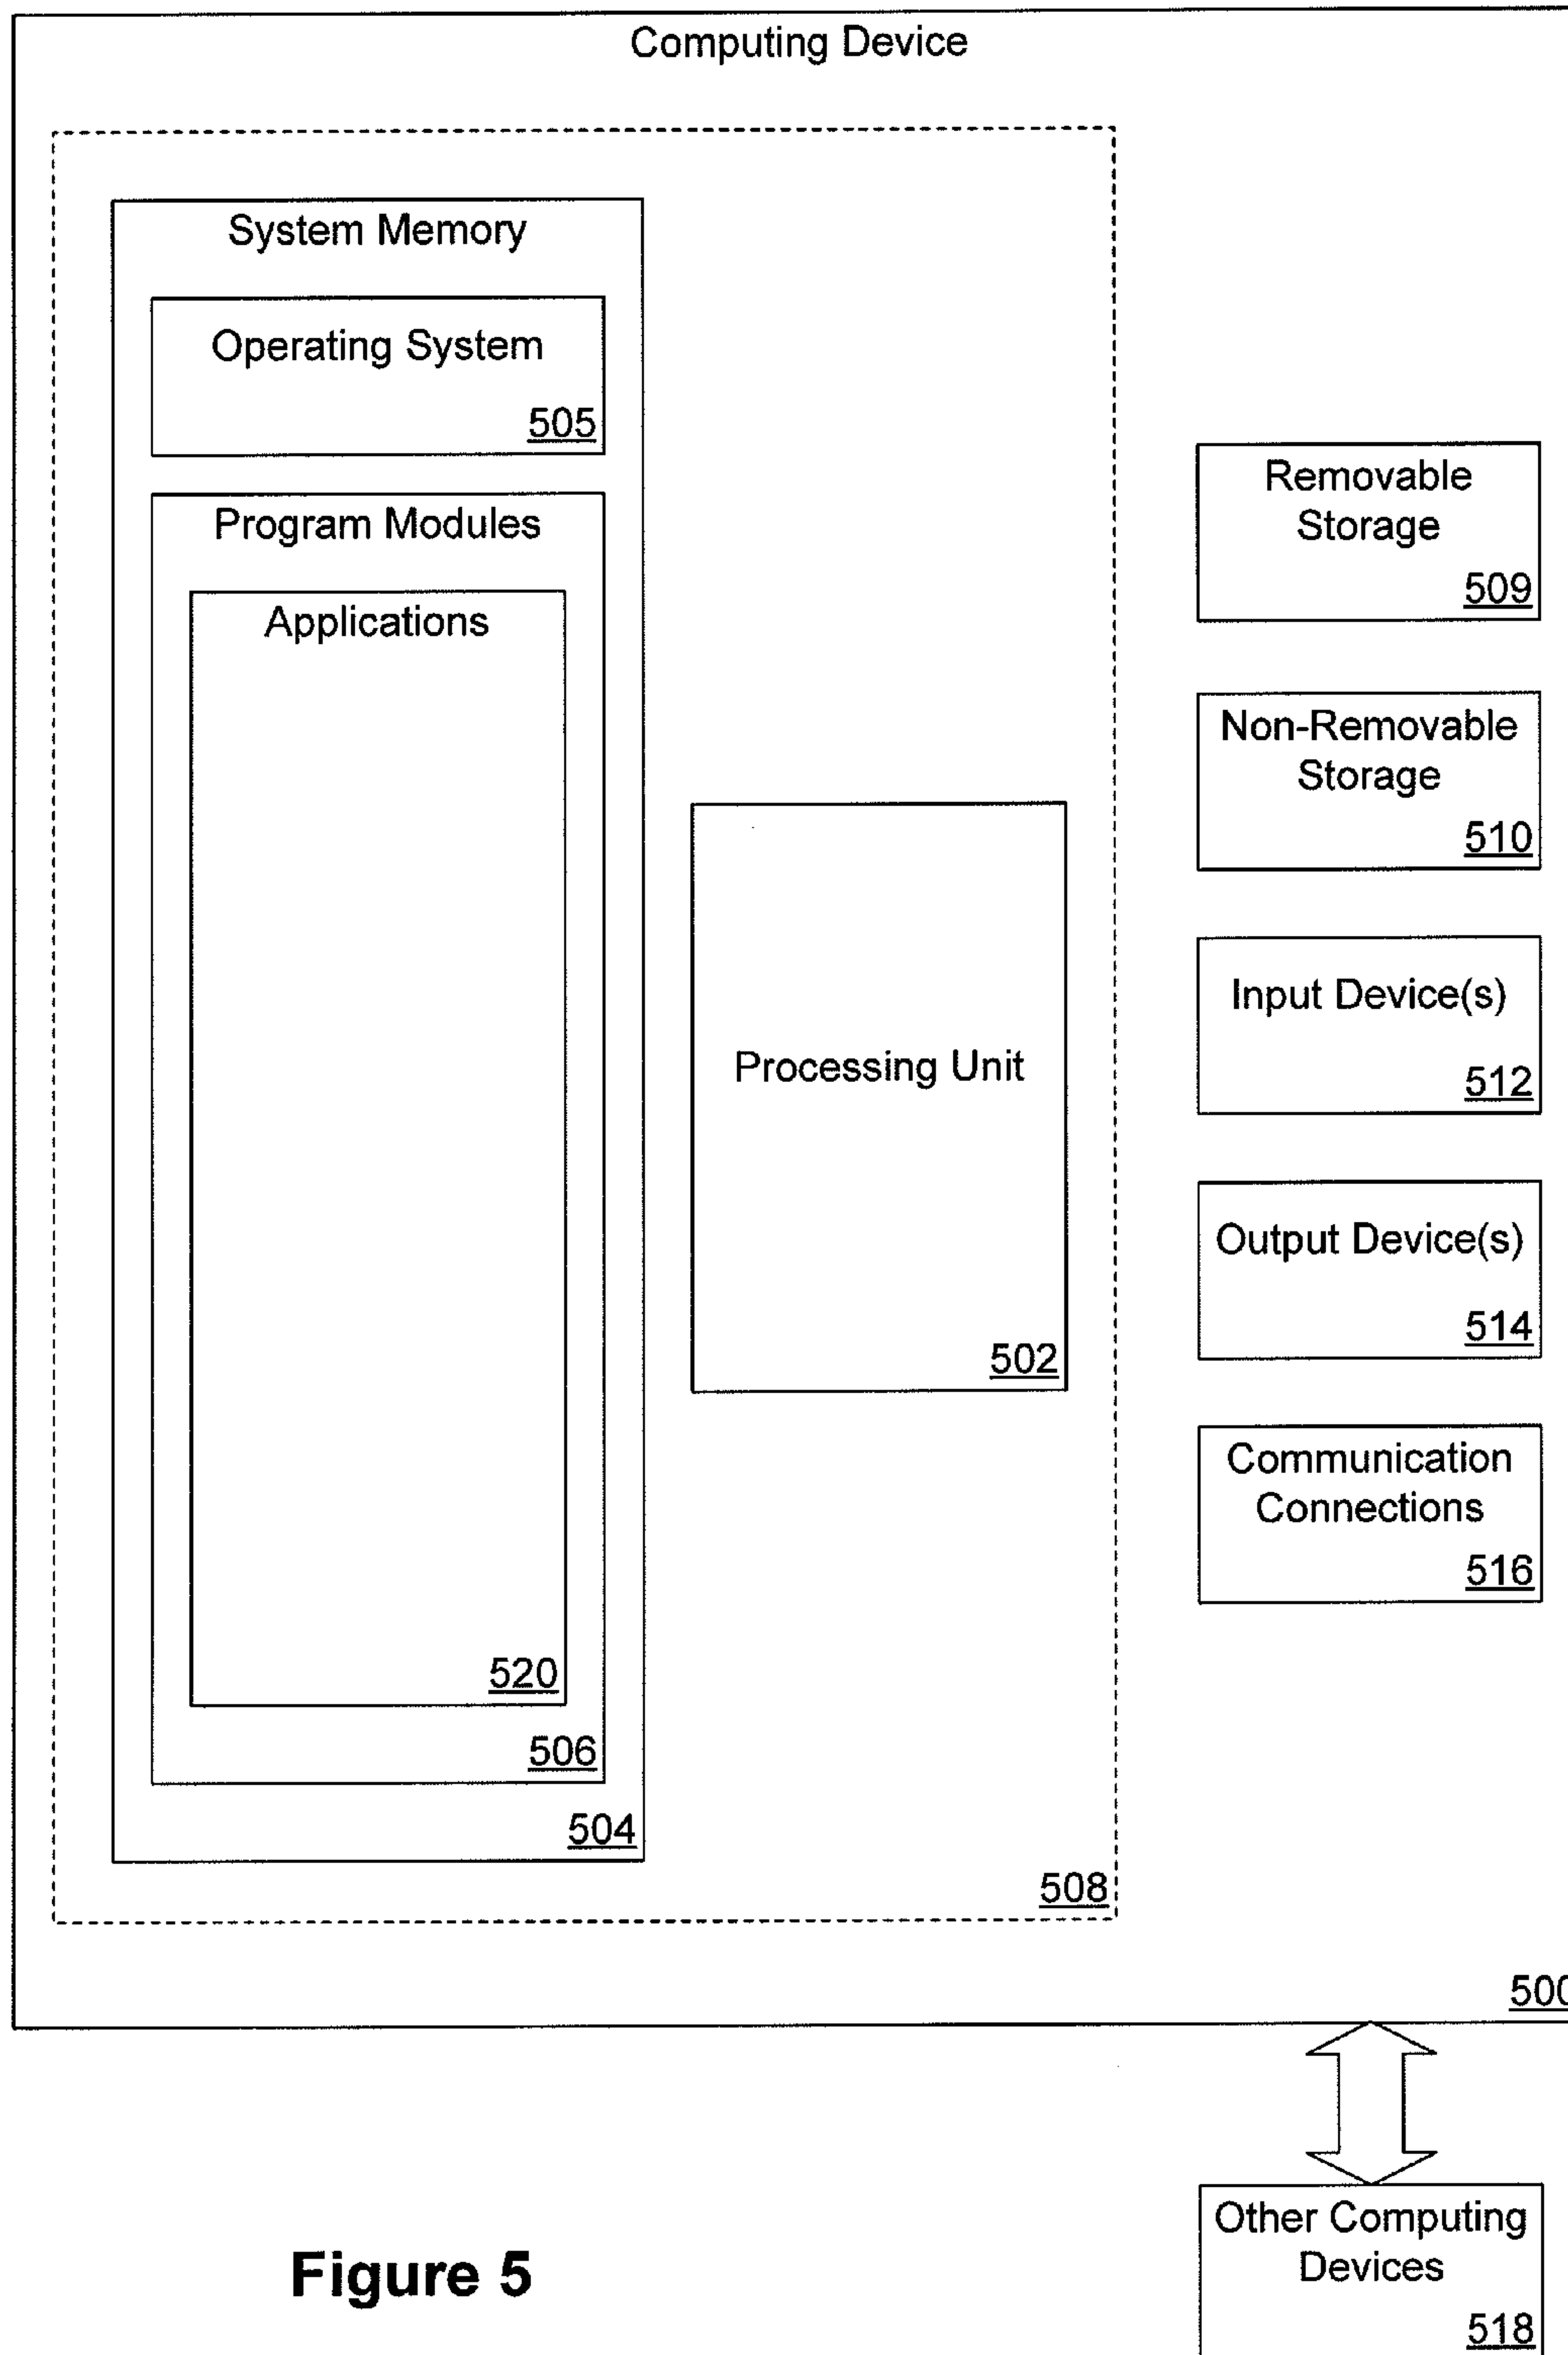 Computing Device
System Memory
Operating System
505
Program Modules
Applications
520
506
504
Processing Unit
502
508
Removable
Storage
509
Non-Removable
Storage
510
Input Device(s)
512
Output Device(s)
514
Communication
Connections
516
500
Other Computing
Devices
518
Figure 5